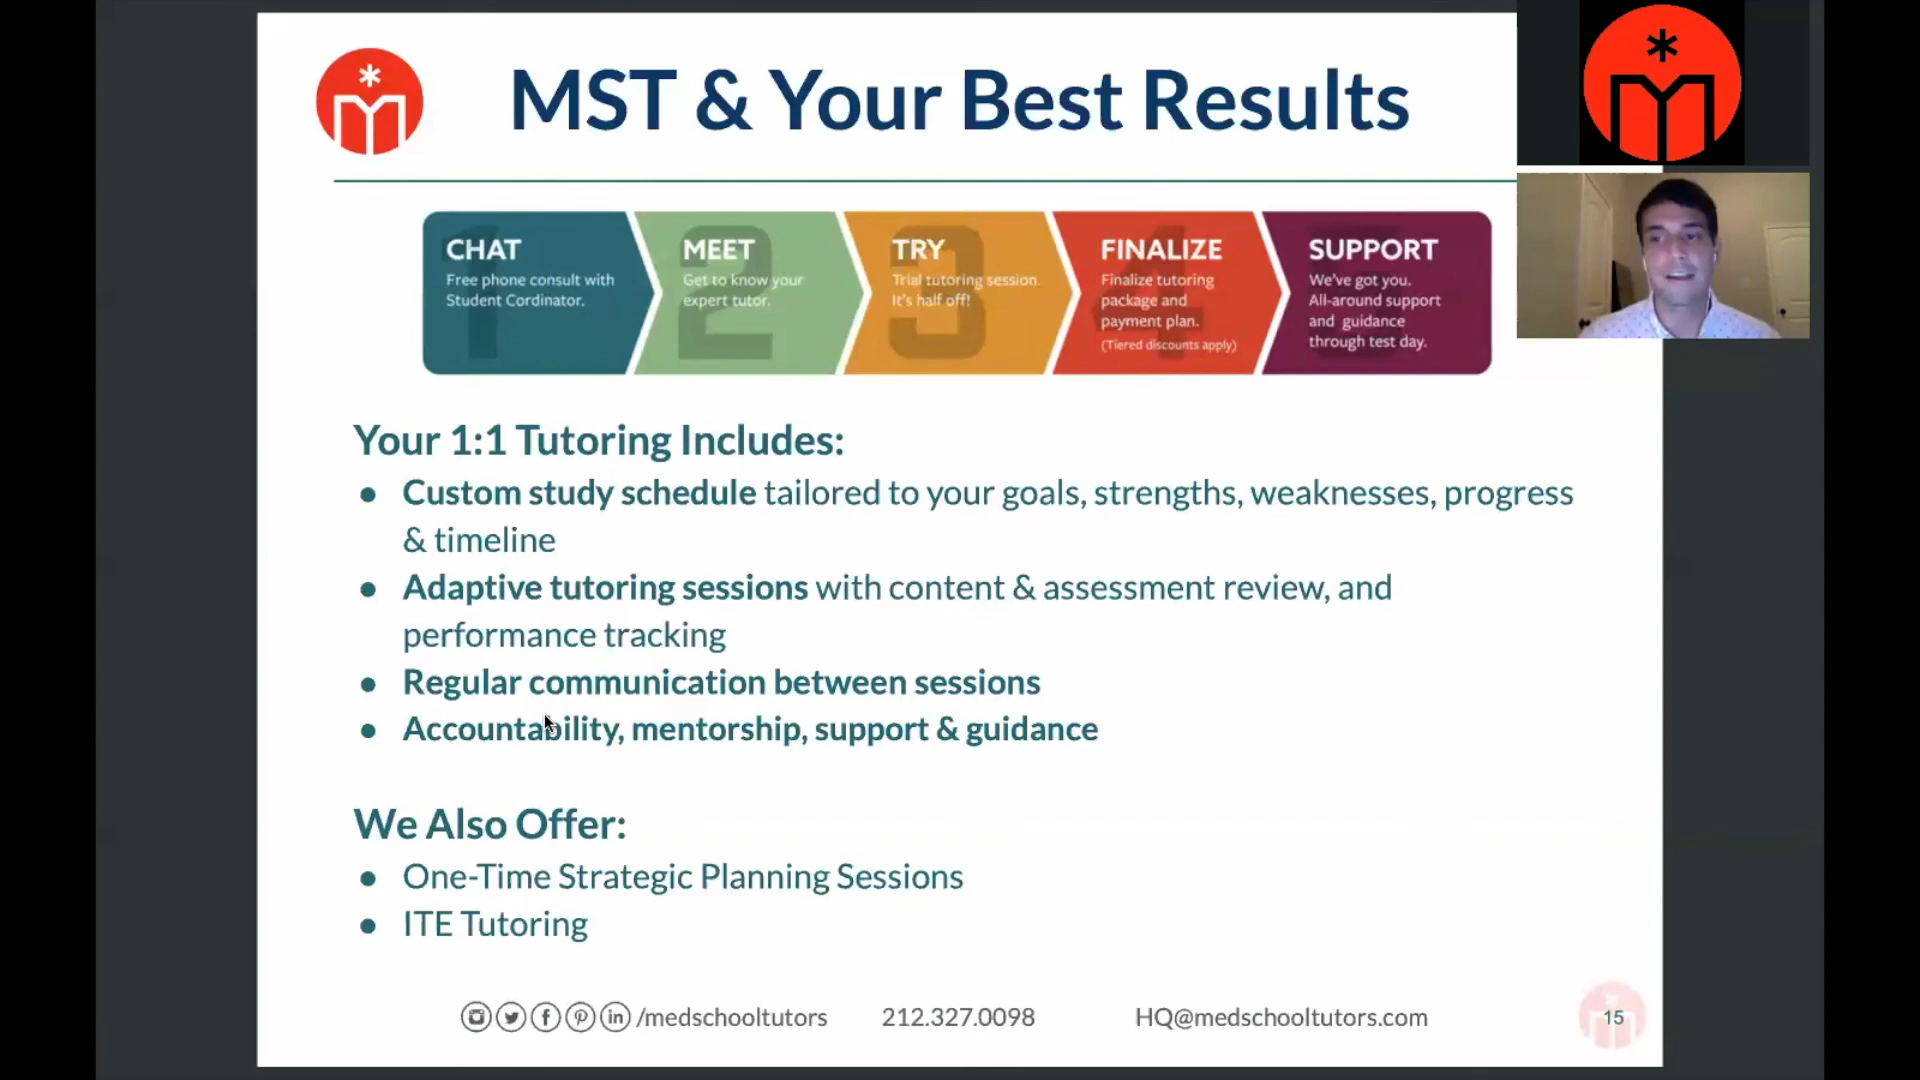 MST & Your Best Results
CHAT
Free phone consult with
Student Cordinator.
MEET
Get to know your
expert tutor.
TRY
Trial tutoring session.
It's half off!
FINALIZE
Finalize tutoring
package and
payment plan.
(Tiered discounts apply)
SUPPORT
We've got you.
All-around support
and guidance
through test day.
1
2
3
4
5
Your 1:1 Tutoring Includes:
● Custom study schedule tailored to your goals, strengths, weaknesses, progress
& timeline
● Adaptive tutoring sessions with content & assessment review, and
performance tracking
● Regular communication between sessions
● Accountability, mentorship, support & guidance
We Also Offer:
● One-Time Strategic Planning Sessions
● ITE Tutoring
/medschooltutors 212.327.0098 HQ@medschooltutors.com
15